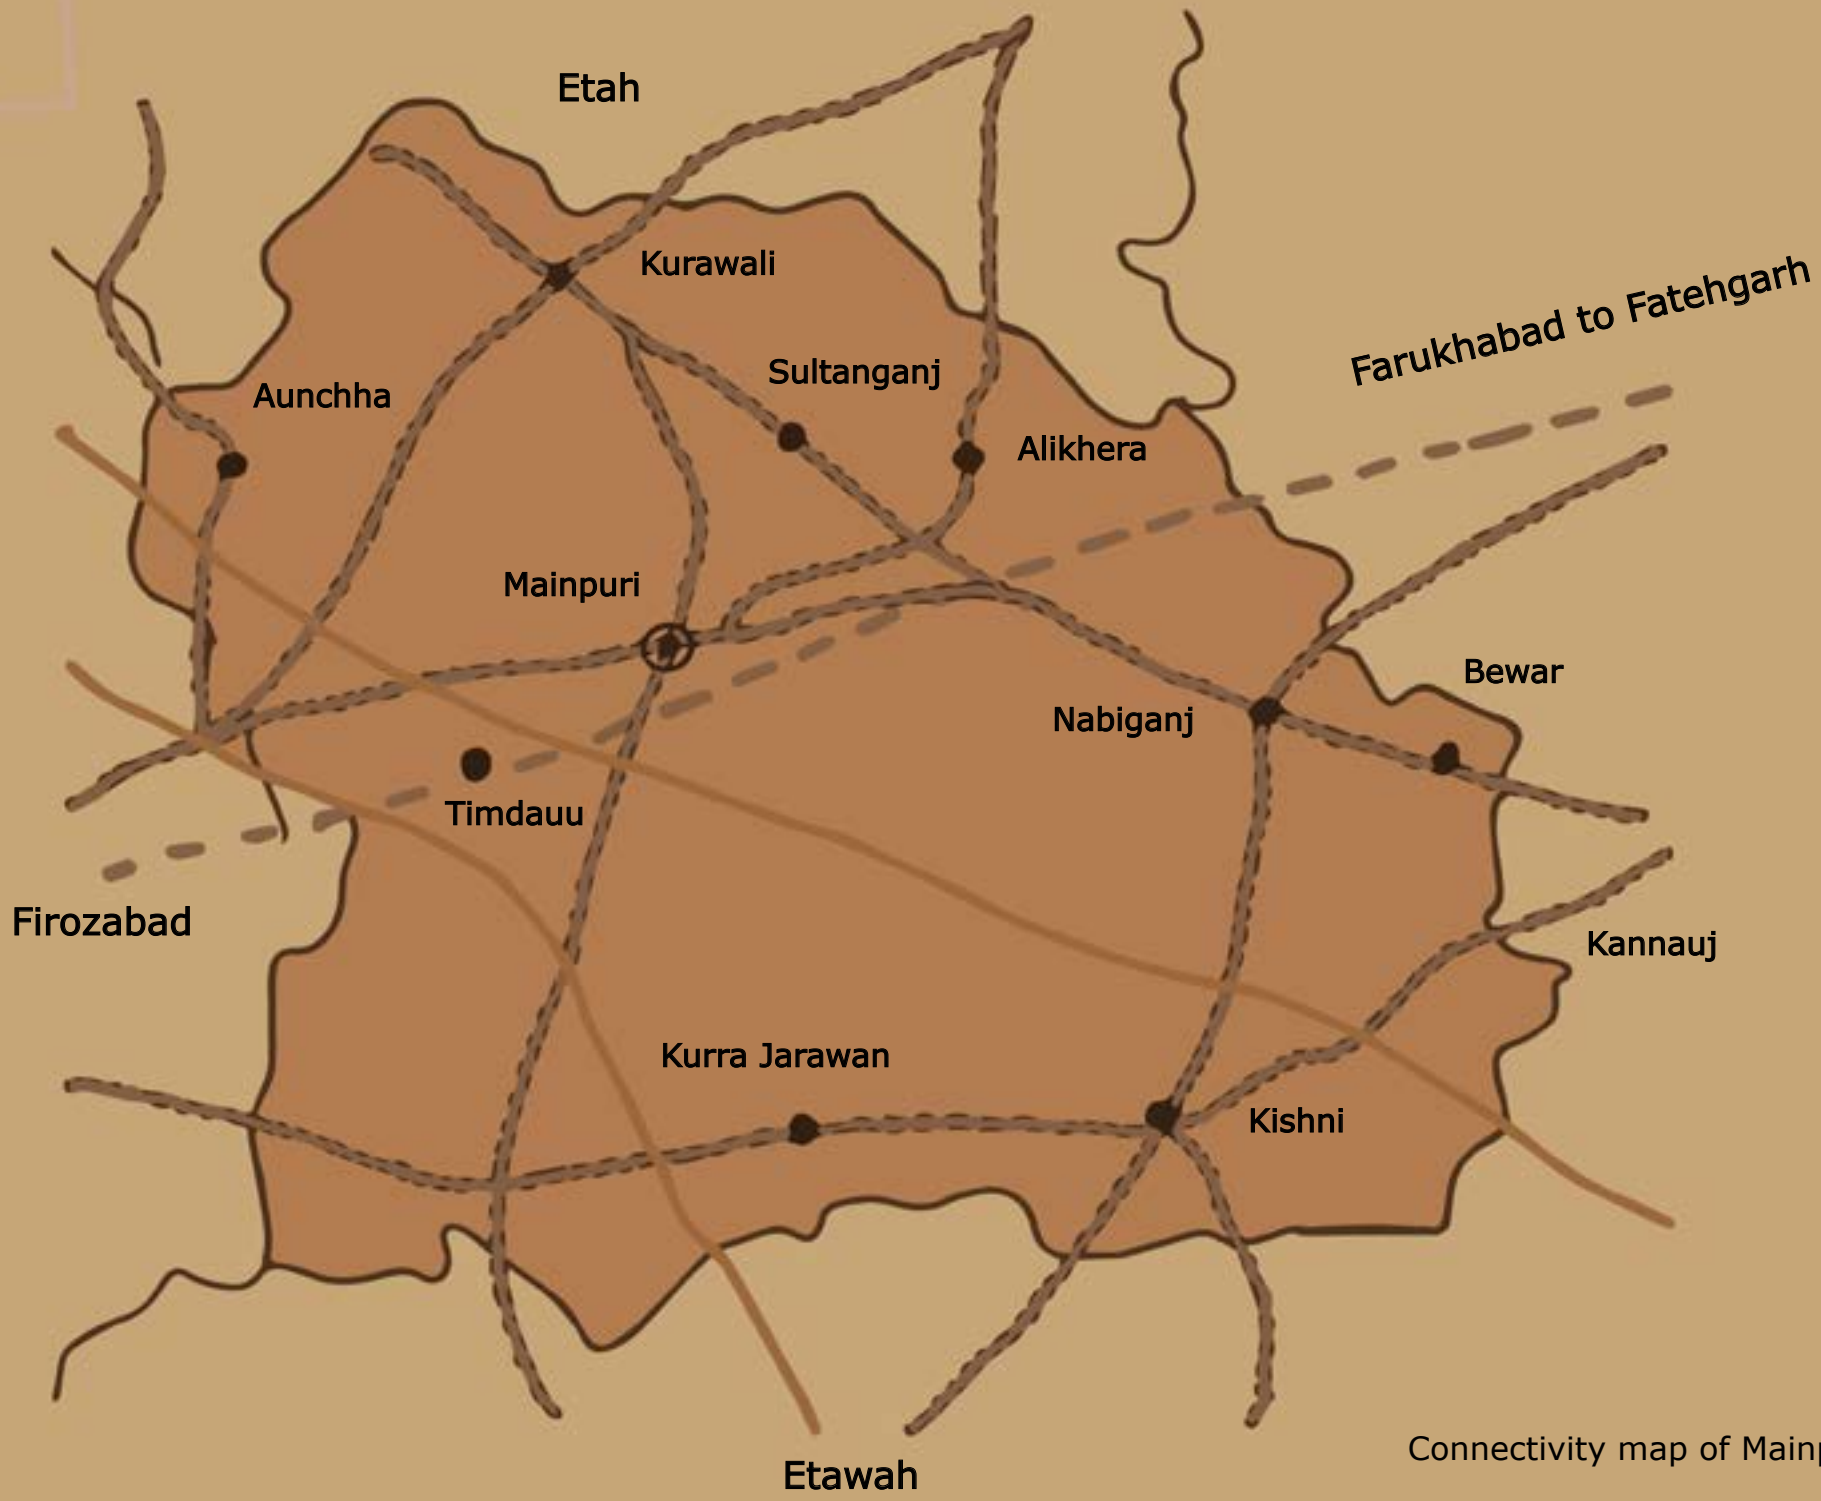 Etah
Kurawali
Farukhabad to Fatehgarh
Sultanganj
Aunchha
Alikhera
Mainpuri
Bewar
Nabiganj
Timdauu
Firozabad
Kannauj
Kurra Jarawan
Kishni
Connectivity map of Mainp
Etawah